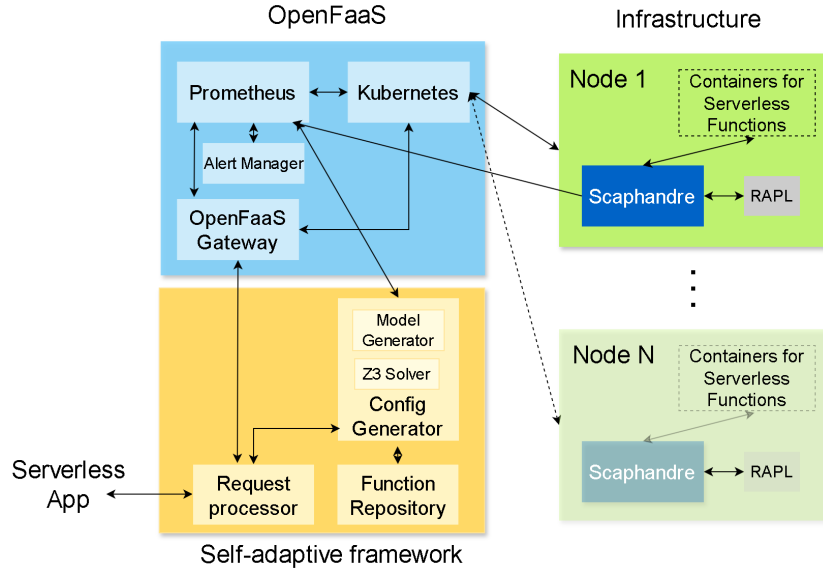 OpenFaaS
Infrastructure
Prometheus
Kubernetes
Alert Manager
OpenFaaS
Gateway
Node 1
Containers for
Serverless
Functions
Scaphandre
RAPL
Model
Generator
Z3 Solver
Config
Generator
Request
processor
Function
Repository
Serverless
App
Self-adaptive framework
Node N
Containers for
Serverless
Functions
Scaphandre
RAPL